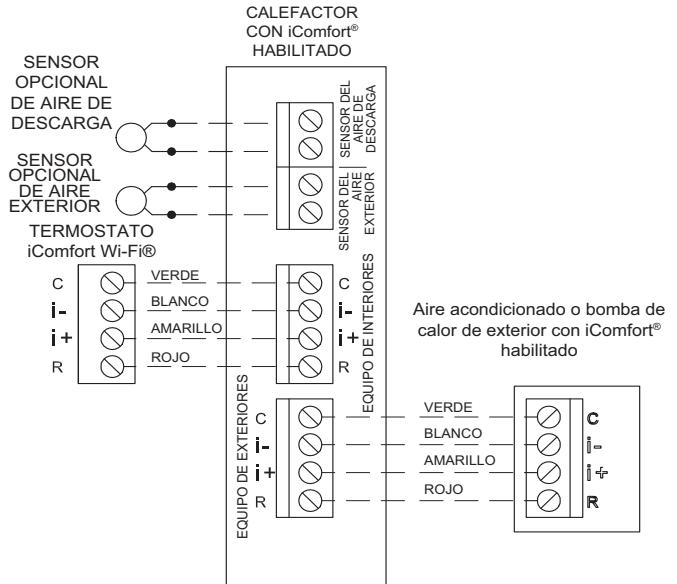 CALEFACTOR
CON iComfort®
HABILITADO
SENSOR
OPCIONAL
DE AIRE DE
DESCARGA
SENSOR DEL
AIRE DE
DESCARGA
SENSOR
OPCIONAL
DE AIRE
EXTERIOR
SENSOR DEL
AIRE
EXTERIOR
TERMOSTATO
iComfort Wi-Fi®
C VERDE C
i- BLANCO i-
i+ AMARILLO i+
R ROJO R
EQUIPO DE INTERIORES
Aire acondicionado o bomba de
calor de exterior con iComfort®
habilitado
EQUIPO DE EXTERIORES
C VERDE C
i- BLANCO i-
i+ AMARILLO i+
R ROJO R